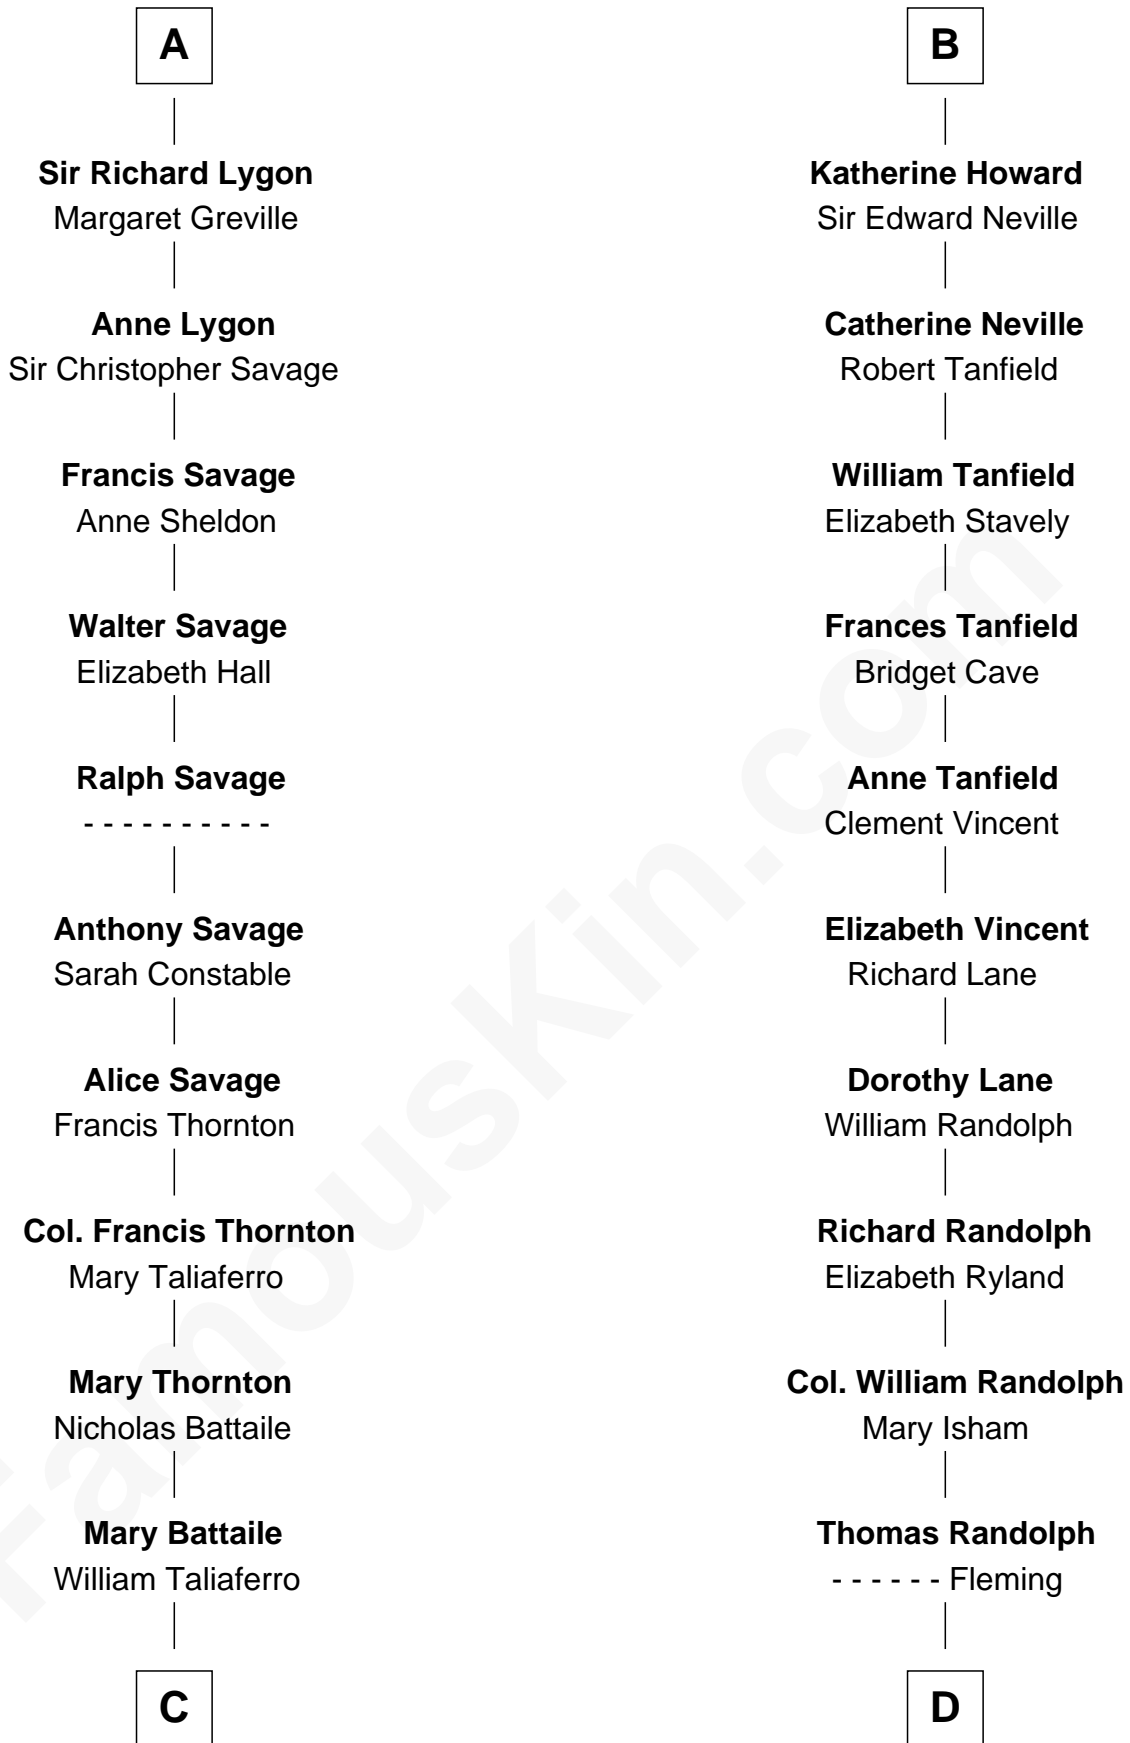 A
Sir Richard Lygon
Margaret Greville
Anne Lygon
Sir Christopher Savage
Francis Savage
Anne Sheldon
Walter Savage
Elizabeth Hall
Ralph Savage
- - - - - - - - - -
Anthony Savage
Sarah Constable
Alice Savage
Francis Thornton
Col. Francis Thornton
Mary Taliaferro
Mary Thornton
Nicholas Battaile
Mary Battaile
William Taliaferro
C
B
Katherine Howard
Sir Edward Neville
Catherine Neville
Robert Tanfield
William Tanfield
Elizabeth Stavely
Frances Tanfield
Bridget Cave
Anne Tanfield
Clement Vincent
Elizabeth Vincent
Richard Lane
Dorothy Lane
William Randolph
Richard Randolph
Elizabeth Ryland
Col. William Randolph
Mary Isham
Thomas Randolph
- - - - - - Fleming
D
FamousKin.com